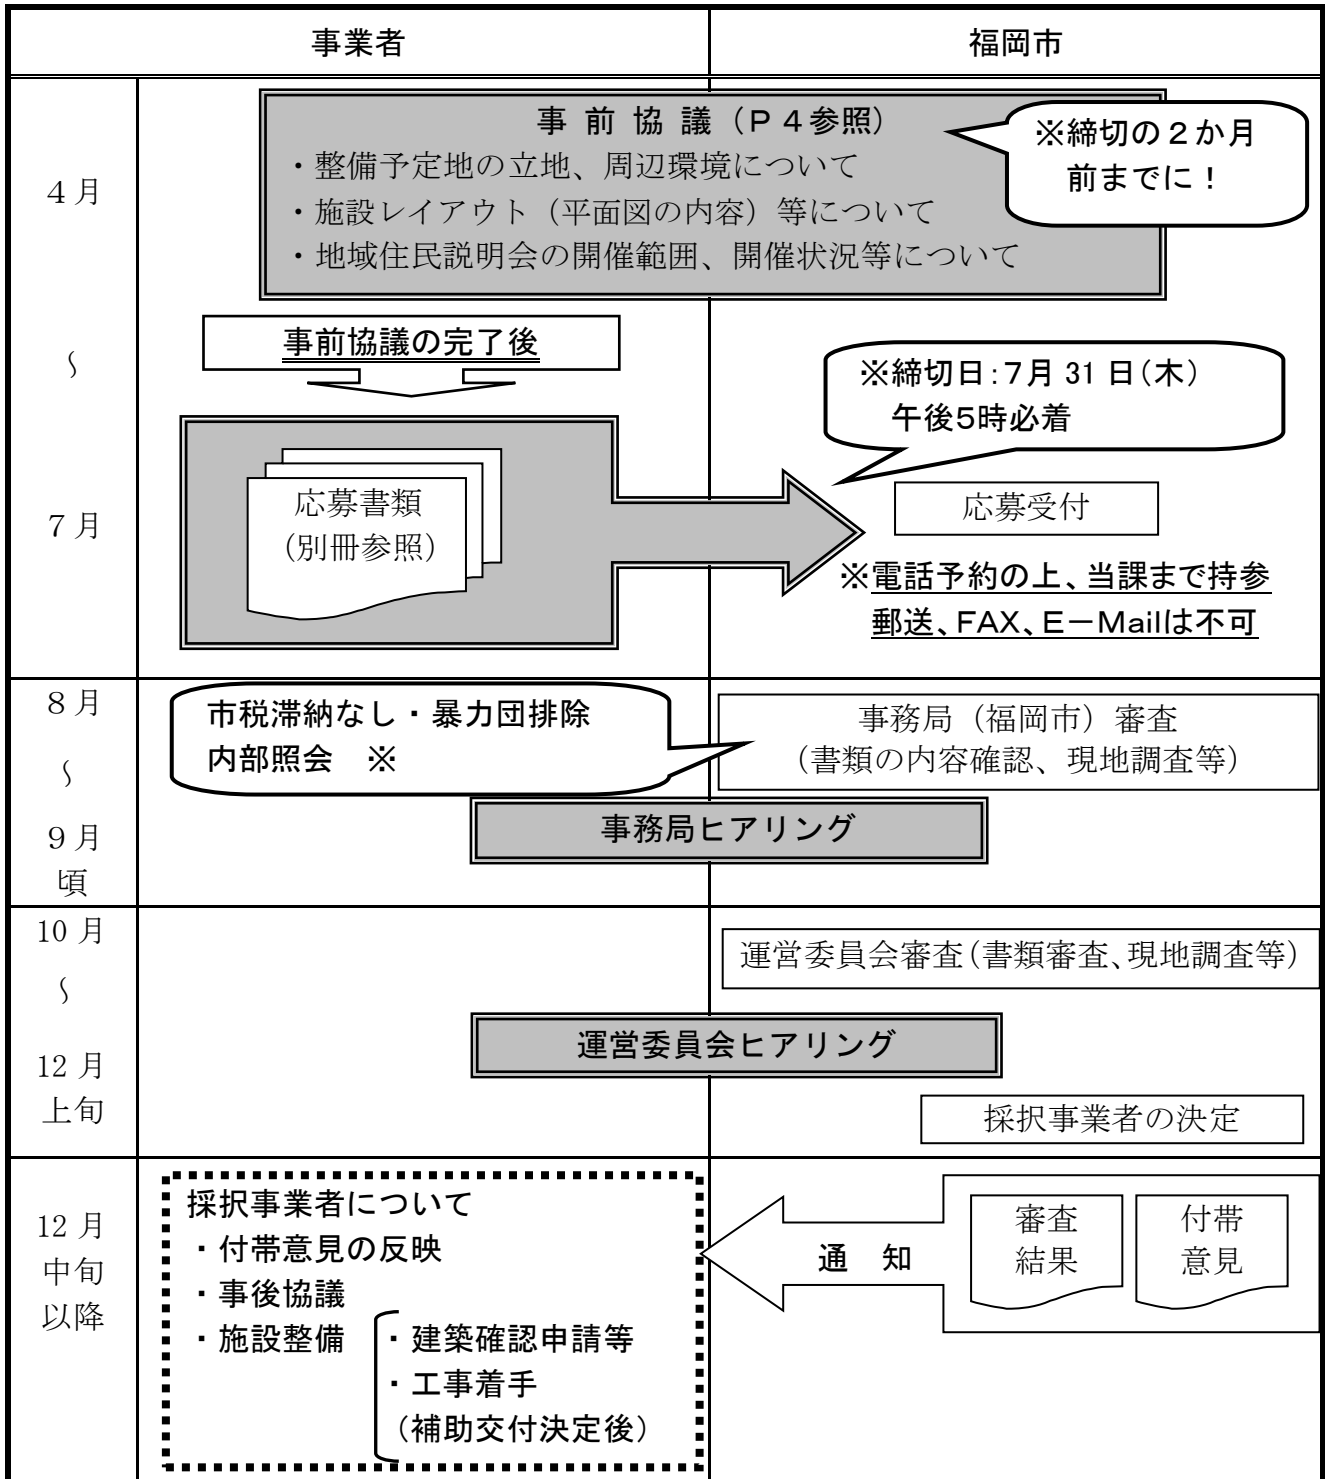 事業者
福岡市
４月
～
７月
事前協議（Ｐ４参照）
・整備予定地の立地、周辺環境について
・施設レイアウト（平面図の内容）等について
・地域住民説明会の開催範囲、開催状況等について
※締切の２か月
前までに！
事前協議の完了後
※締切日：７月31日（木）
午後５時必着
応募書類
（別冊参照）
応募受付
※電話予約の上、当課まで持参
郵送、ＦＡＸ、Ｅ－Ｍａｉｌは不可
８月
～
９月
頃
市税滞納なし・暴力団排除
内部照会　※
事務局（福岡市）審査
（書類の内容確認、現地調査等）
事務局ヒアリング
10月
～
12月
上旬
運営委員会審査（書類審査、現地調査等）
運営委員会ヒアリング
採択事業者の決定
12月
中旬
以降
採択事業者について
・付帯意見の反映
・事後協議
・施設整備
・建築確認申請等
・工事着手
（補助交付決定後）
通　知
審査
結果
付帯
意見